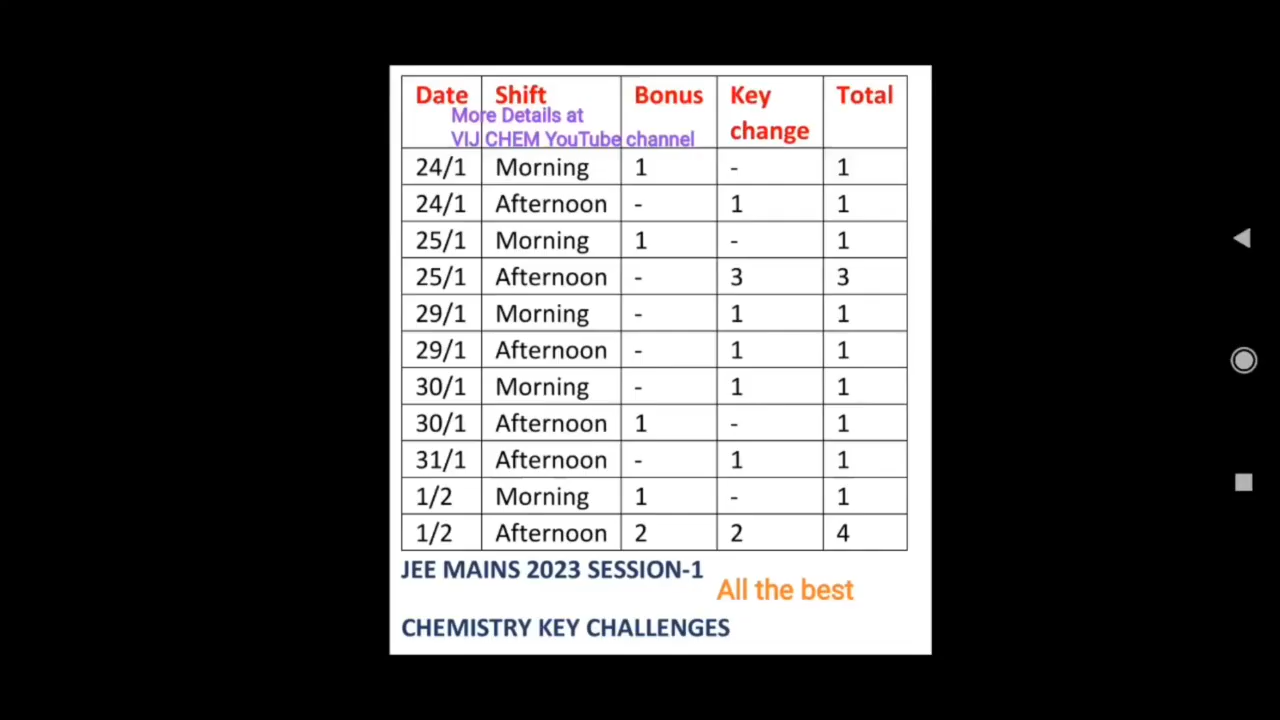 Date Shift Bonus Key change Total
More Details at
VIJ CHEM YouTube channel
24/1 Morning 1 - 1
24/1 Afternoon - 1 1
25/1 Morning 1 - 1
25/1 Afternoon - 3 3
29/1 Morning - 1 1
29/1 Afternoon - 1 1
30/1 Morning - 1 1
30/1 Afternoon 1 - 1
31/1 Afternoon - 1 1
1/2 Morning 1 - 1
1/2 Afternoon 2 2 4
JEE MAINS 2023 SESSION-1
All the best
CHEMISTRY KEY CHALLENGES